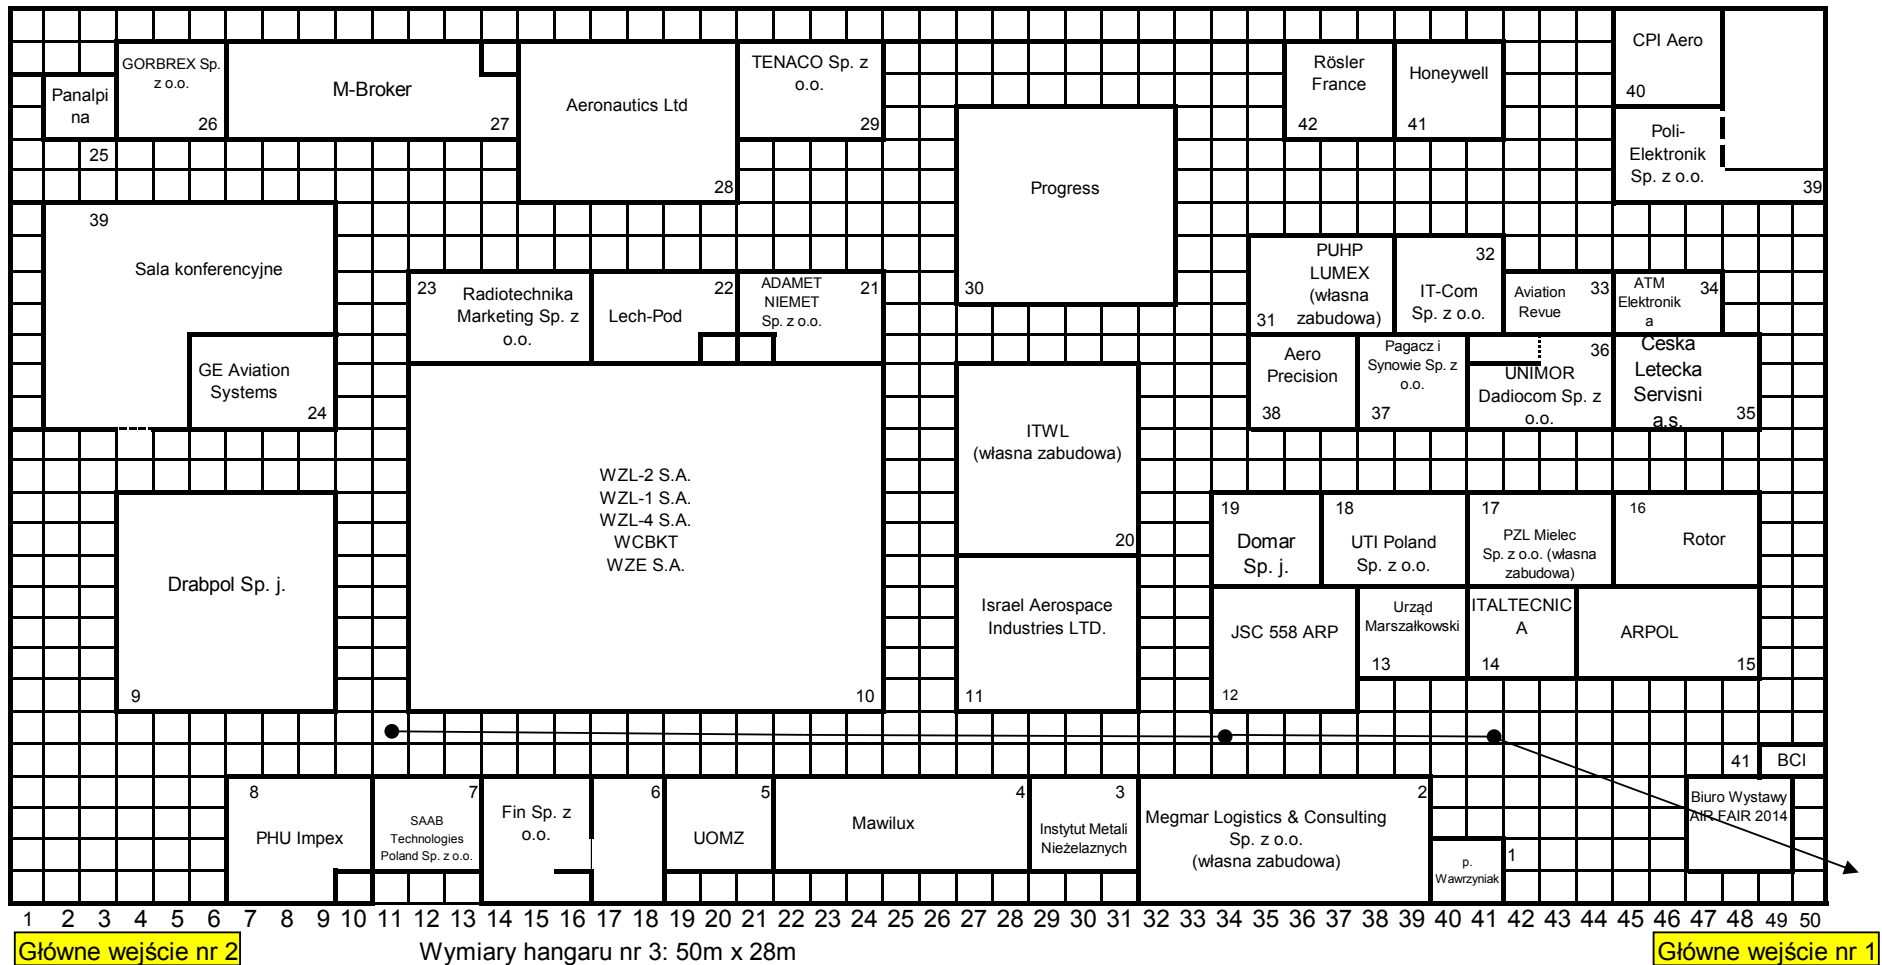 CPI Aero
40
GORBREX Sp.
z o.o.
26
M-Broker
27
Aeronautics Ltd
28
TENACO Sp. z
o.o.
29
Rösler
France
42
Honeywell
41
Panalpi
na
25
Poli-
Elektronik
Sp. z o.o.
39
Progress
30
39
Sala konferencyjne
GE Aviation
Systems
24
23
Radiotechnika
Marketing Sp. z
o.o.
22
Lech-Pod
ADAMET
NIEMET
Sp. z o.o.
21
PUHP
LUMEX
(własna
zabudowa)
31
32
IT-Com
Sp. z o.o.
Aviation
Revue
33
ATM
Elektronik
a
34
Aero
Precision
38
Pagacz i
Synowie Sp. z
o.o.
37
36
UNIMOR
Dadiocom Sp. z
o.o.
Ceska
Letecka
Servisni
a.s.
35
WZL-2 S.A.
WZL-1 S.A.
WZL-4 S.A.
WCBKT
WZE S.A.
10
ITWL
(własna zabudowa)
20
Drabpol Sp. j.
9
19
Domar
Sp. j.
18
UTI Poland
Sp. z o.o.
17
PZL Mielec
Sp. z o.o. (własna
zabudowa)
16
Rotor
Israel Aerospace
Industries LTD.
11
JSC 558 ARP
12
Urząd
Marszałkowski
13
ITALTECNIC
A
14
ARPOL
15
41
BCI
8
PHU Impex
7
SAAB
Technologies
Poland Sp. z o.o.
Fin Sp. z
o.o.
6
5
UOMZ
4
Mawilux
3
Instytut Metali
Nieżelaznych
2
Megmar Logistics & Consulting
Sp. z o.o.
(własna zabudowa)
1
p.
Wawrzyniak
Biuro Wystawy
AIR FAIR 2014
1 2 3 4 5 6 7 8 9 10 11 12 13 14 15 16 17 18 19 20 21 22 23 24 25 26 27 28 29 30 31 32 33 34 35 36 37 38 39 40 41 42 43 44 45 46 47 48 49 50
Główne wejście nr 2
Wymiary hangaru nr 3: 50m x 28m
Główne wejście nr 1